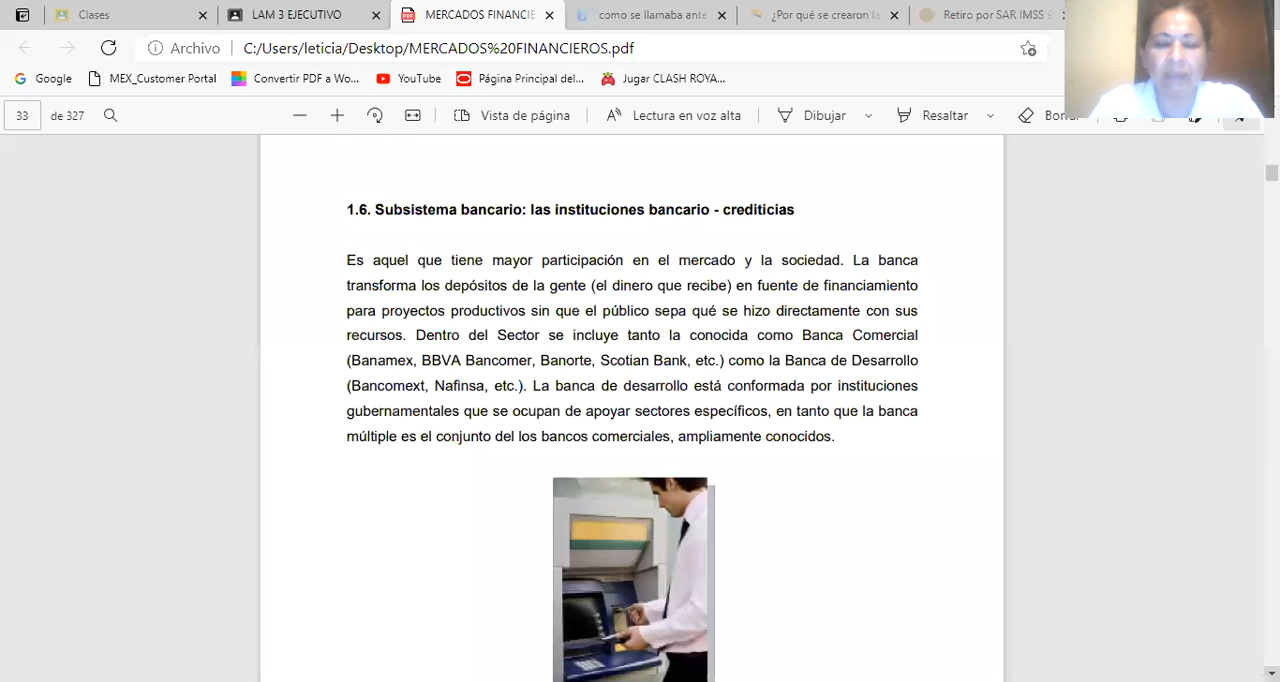 Clases
LAM 3 EJECUTIVO
MERCADOS FINANCIE
como se llamaba ante
¿Por qué se crearon la
Retiro por SAR IMSS 9
Archivo
C:/Users/leticia/Desktop/MERCADOS%20FINANCIEROS.pdf
Google
MEX_Customer Portal
Convertir PDF a Wo...
YouTube
Página Principal del...
Jugar CLASH ROYA...
33
de 327
Vista de página
Lectura en voz alta
Dibujar
Resaltar
1.6. Subsistema bancario: las instituciones bancario - crediticias
Es aquel que tiene mayor participación en el mercado y la sociedad. La banca
transforma los depósitos de la gente (el dinero que recibe) en fuente de financiamiento
para proyectos productivos sin que el público sepa qué se hizo directamente con sus
recursos. Dentro del Sector se incluye tanto la conocida como Banca Comercial
(Banamex, BBVA Bancomer, Banorte, Scotian Bank, etc.) como la Banca de Desarrollo
(Bancomext, Nafinsa, etc.). La banca de desarrollo está conformada por instituciones
gubernamentales que se ocupan de apoyar sectores específicos, en tanto que la banca
múltiple es el conjunto del los bancos comerciales, ampliamente conocidos.